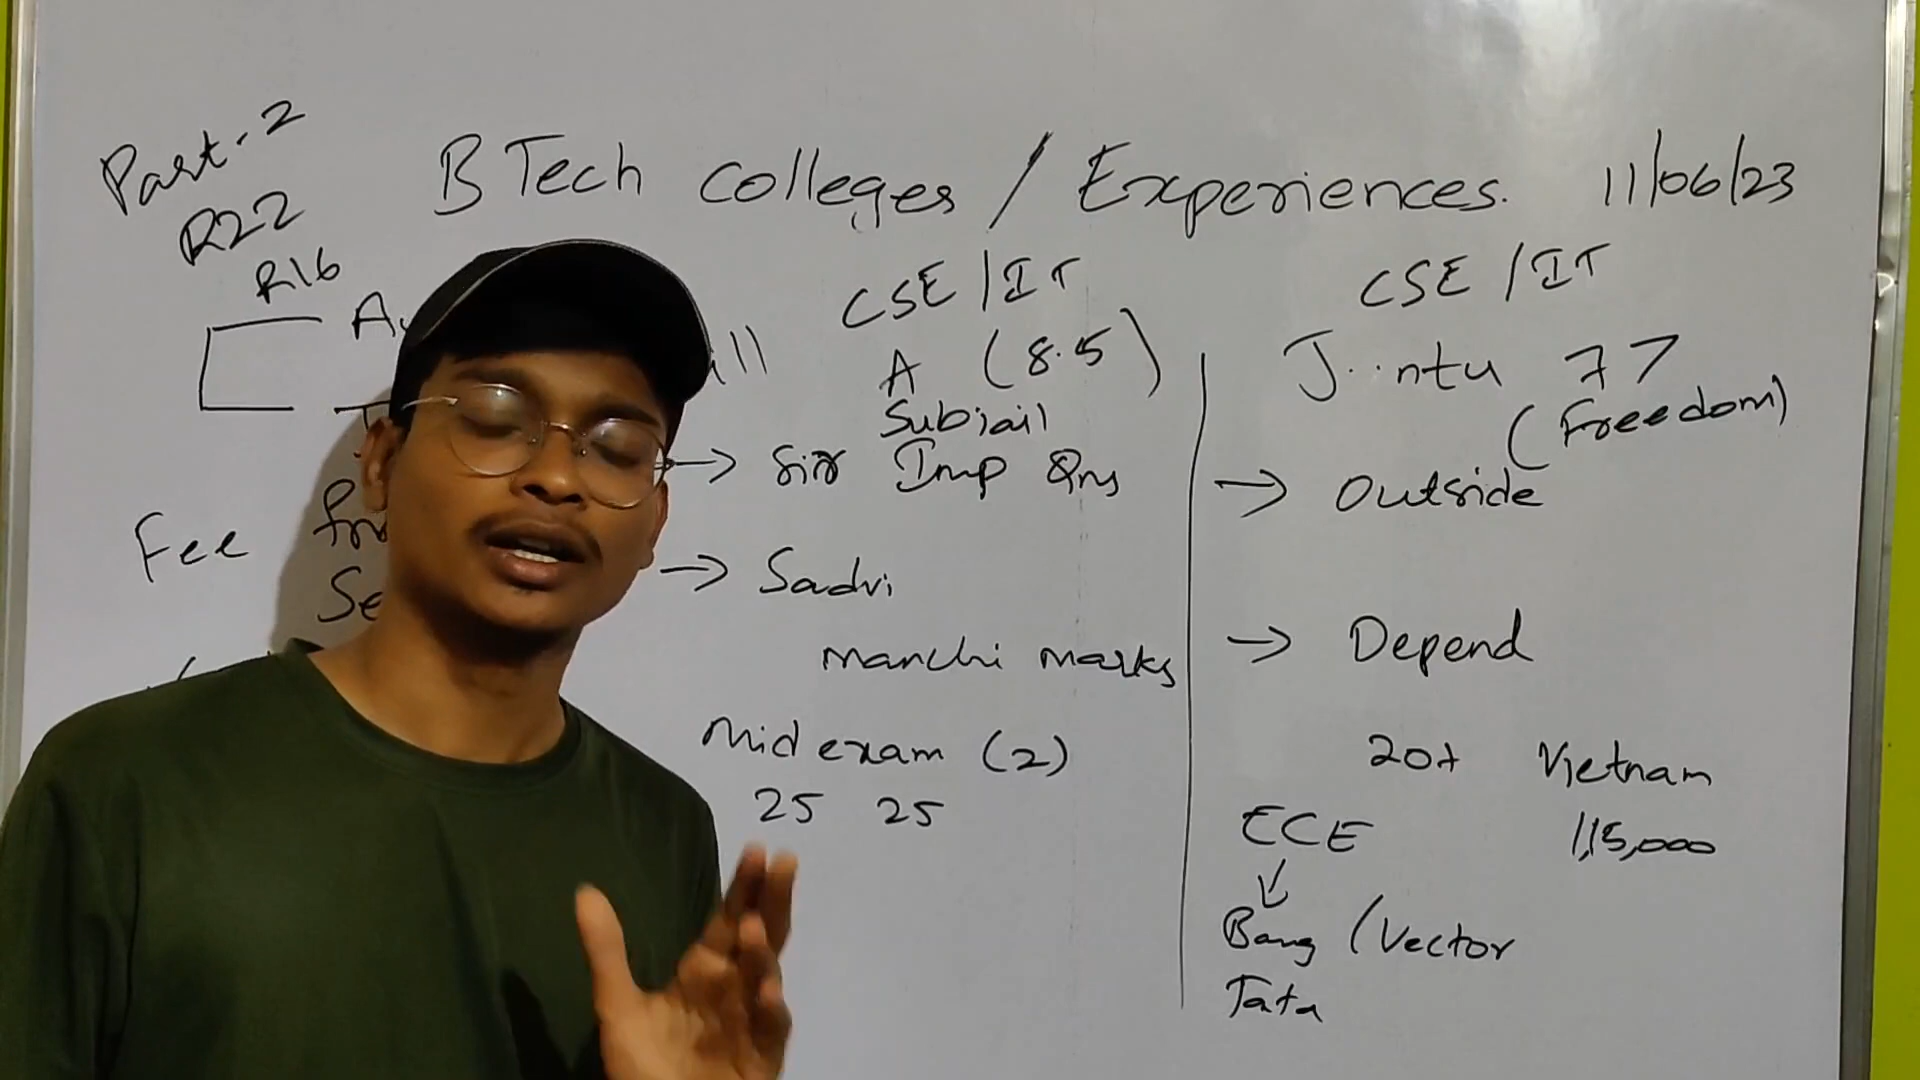 Part-2
R22
R16
BTech Colleges / Experiences. 11/06/23
CSE / IT
A (8.5)
Subjail
→ sir Imp Qns
→ Sadvi
manchi marks
Mid exam (2)
25 25
Fee
CSE / IT
J..ntu 77
(Freedom)
→ Outside
→ Depend
20+ Vietnam
ECE 1,15,000
↓
Bang / Vector
Tata